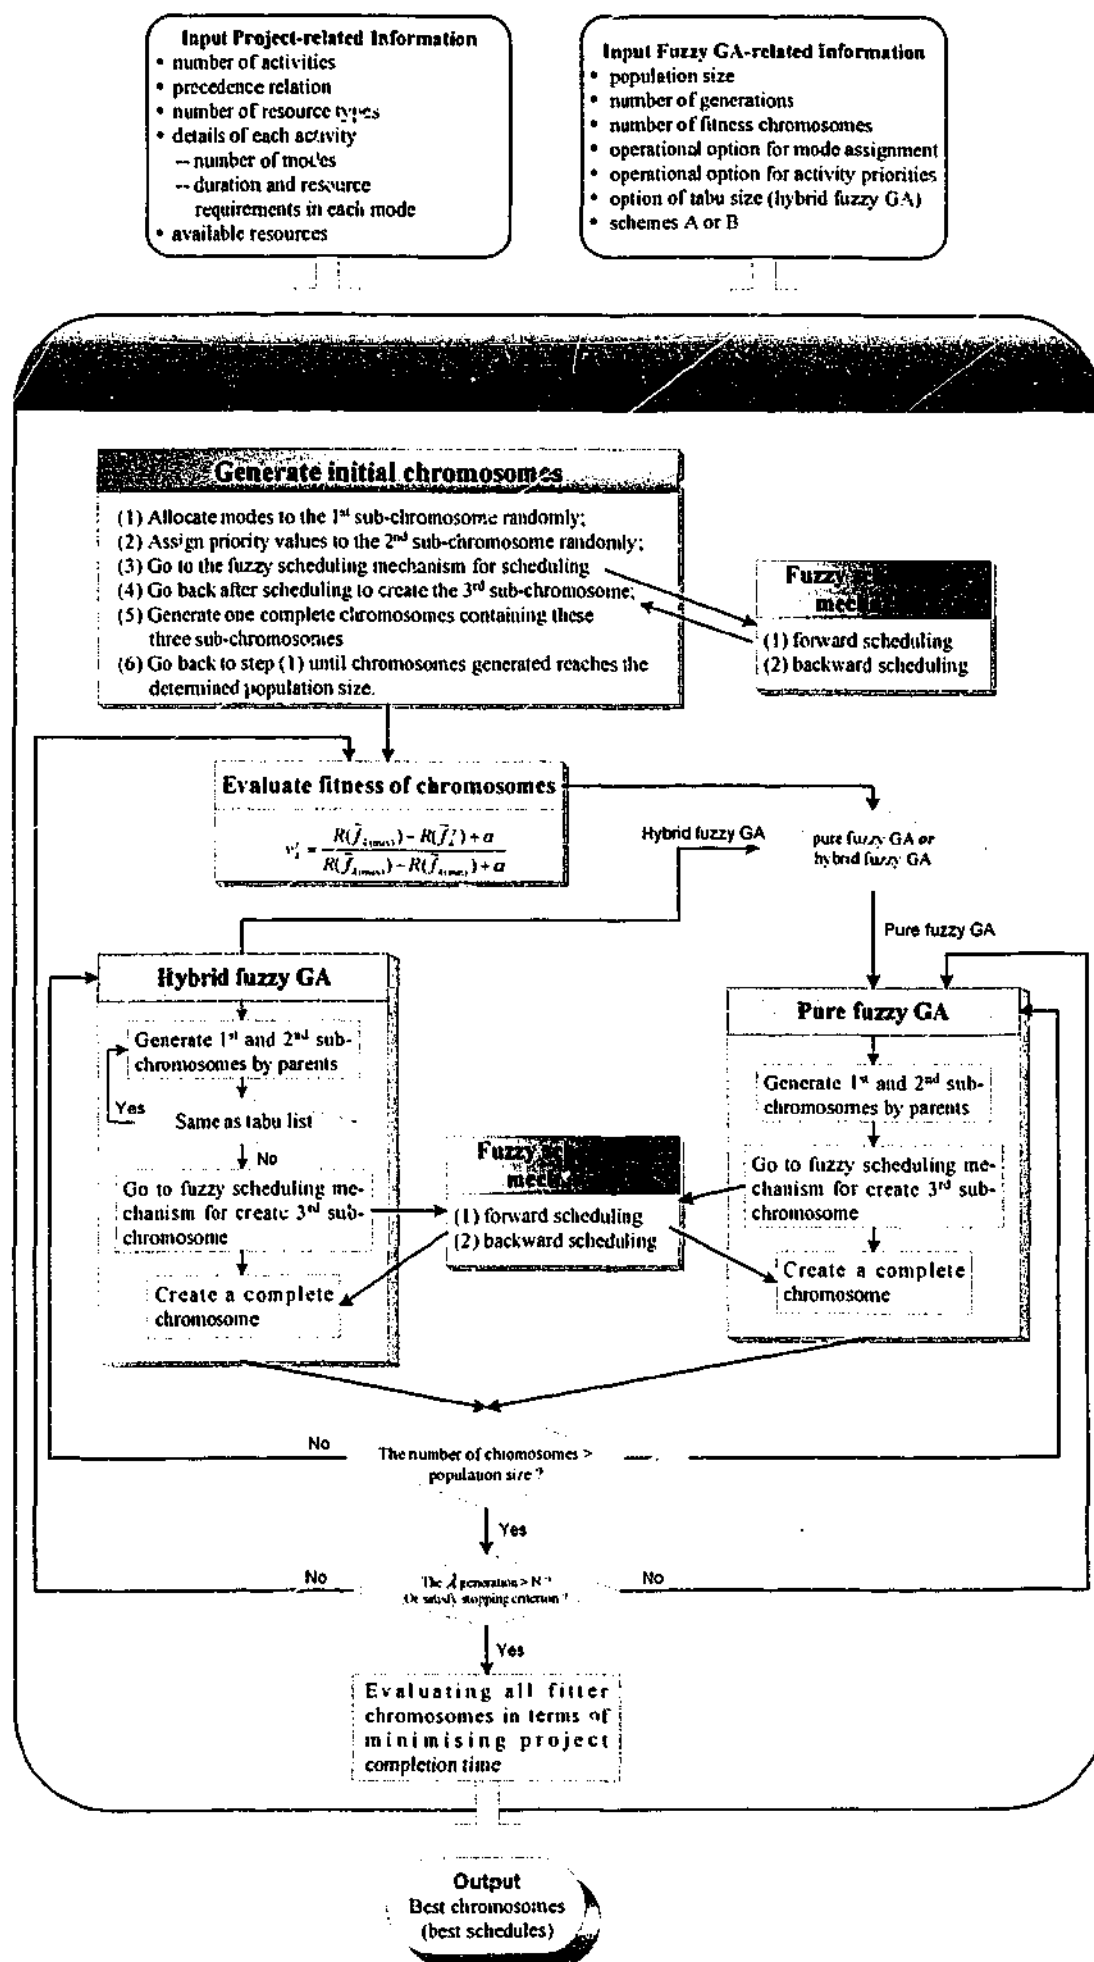 Input Project-related Information
• number of activities
• precedence relation
• number of resource types
• details of each activity
– number of modes
– duration and resource
requirements in each mode
• available resources
Input Fuzzy GA-related Information
• population size
• number of generations
• number of fitness chromosomes
• operational option for mode assignment
• operational option for activity priorities
• option of tabu size (hybrid fuzzy GA)
• schemes A or B
Generate initial chromosomes
(1) Allocate modes to the 1st sub-chromosome randomly;
(2) Assign priority values to the 2nd sub-chromosome randomly;
(3) Go to the fuzzy scheduling mechanism for scheduling
(4) Go back after scheduling to create the 3rd sub-chromosome;
(5) Generate one complete chromosomes containing these
three sub-chromosomes
(6) Go back to step (1) until chromosomes generated reaches the
determined population size.
Fuzzy
(1) forward scheduling
(2) backward scheduling
Evaluate fitness of chromosomes
Hybrid fuzzy GA
pure fuzzy GA or
hybrid fuzzy GA
Pure fuzzy GA
Hybrid fuzzy GA
Generate 1st and 2nd sub-
chromosomes by parents
Yes
Same as tabu list
No
Go to fuzzy scheduling me-
chanism for create 3rd sub-
chromosome
Create a complete
chromosome
Fuzzy
(1) forward scheduling
(2) backward scheduling
Pure fuzzy GA
Generate 1st and 2nd sub-
chromosomes by parents
Go to fuzzy scheduling me-
chanism for create 3rd sub-
chromosome
Create a complete
chromosome
No
The number of chromosomes >
population size ?
Yes
No
The λ generation >
Or satisfy stopping criterion ?
No
Yes
Evaluating all fitter
chromosomes in terms of
minimising project
completion time
Output
Best chromosomes
(best schedules)